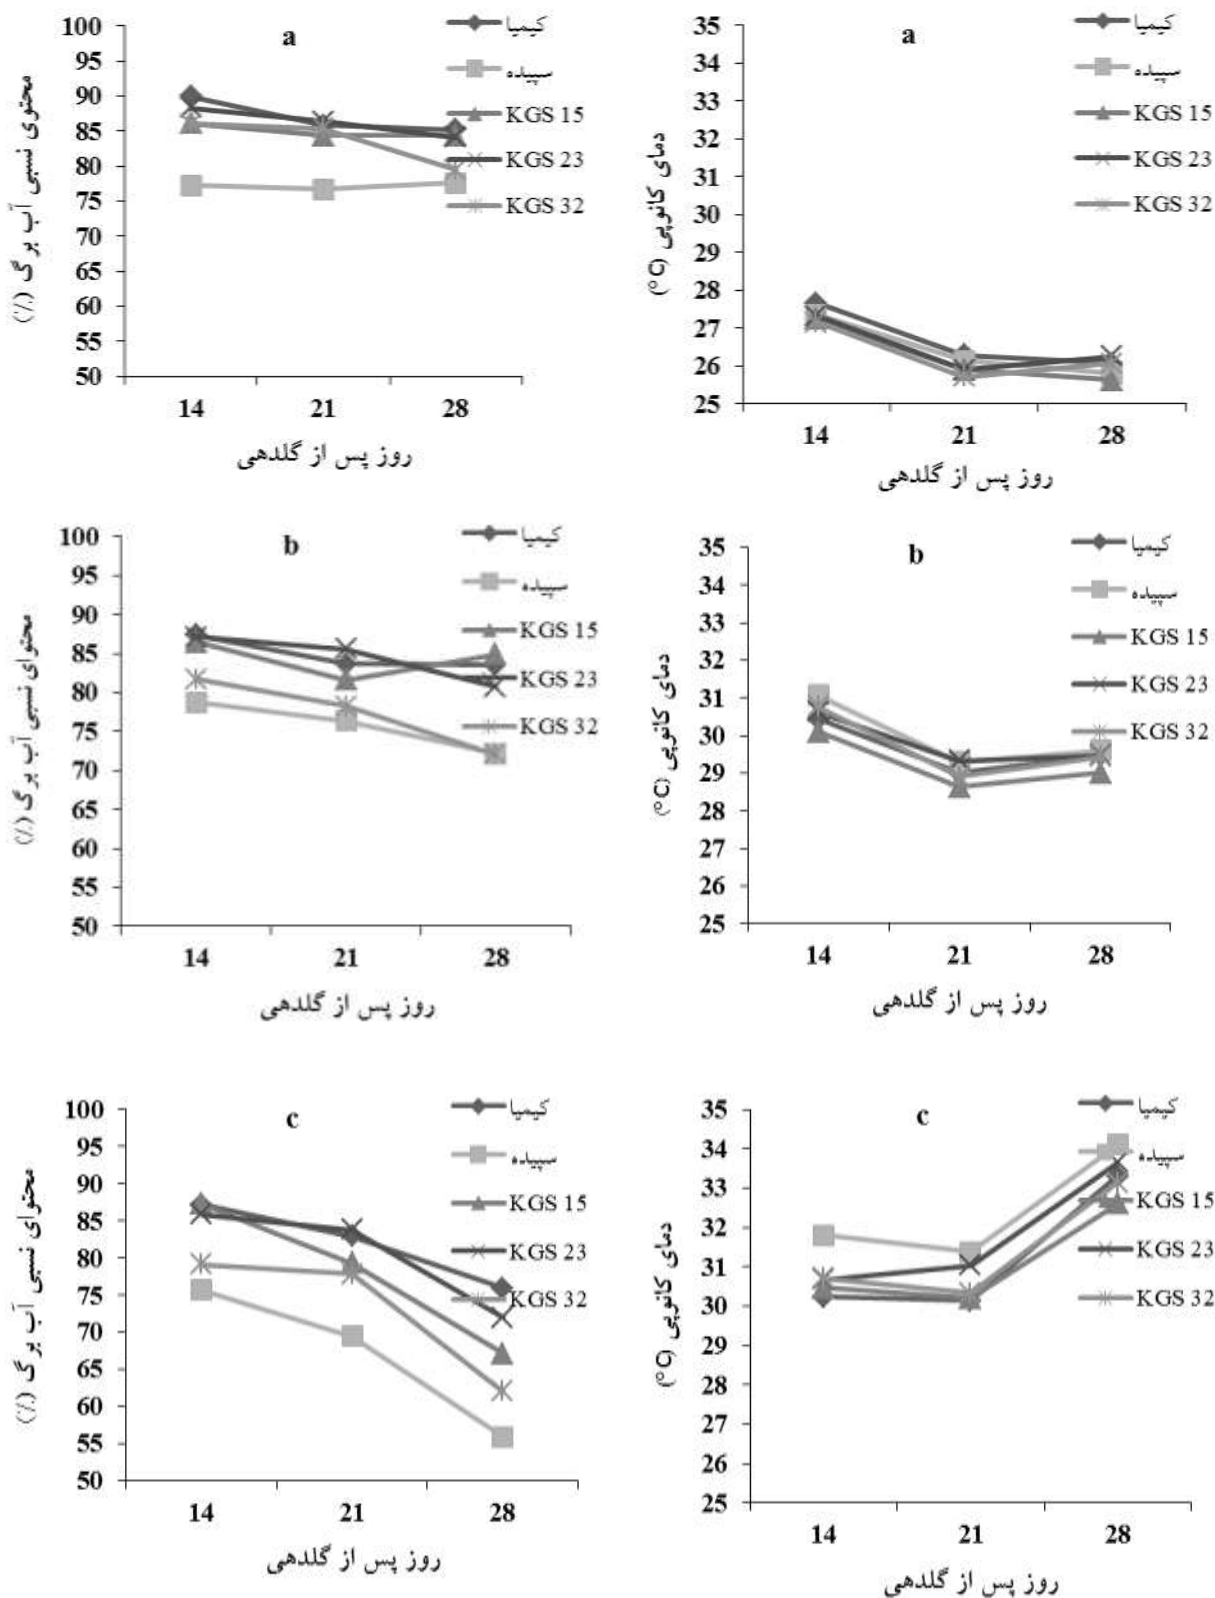 a
100
95
90
85
80
75
70
65
60
55
50
14 21 28
محتوی نسبی آب برگ (٪)
روز پس از گلدهی
کیمیا
سپیده
KGS 15
KGS 23
KGS 32
a
35
34
33
32
31
30
29
28
27
26
25
14 21 28
دمای کانوپی (°C)
روز پس از گلدهی
کیمیا
سپیده
KGS 15
KGS 23
KGS 32
b
100
95
90
85
80
75
70
65
60
55
50
14 21 28
محتوای نسبی آب برگ (٪)
روز پس از گلدهی
کیمیا
سپیده
KGS 15
KGS 23
KGS 32
b
35
34
33
32
31
30
29
28
27
26
25
14 21 28
دمای کانوپی (°C)
روز پس از گلدهی
کیمیا
سپیده
KGS 15
KGS 23
KGS 32
c
100
95
90
85
80
75
70
65
60
55
50
14 21 28
محتوای نسبی آب برگ (٪)
روز پس از گلدهی
کیمیا
سپیده
KGS 15
KGS 23
KGS 32
c
35
34
33
32
31
30
29
28
27
26
25
14 21 28
دمای کانوپی (°C)
روز پس از گلدهی
کیمیا
سپیده
KGS 15
KGS 23
KGS 32